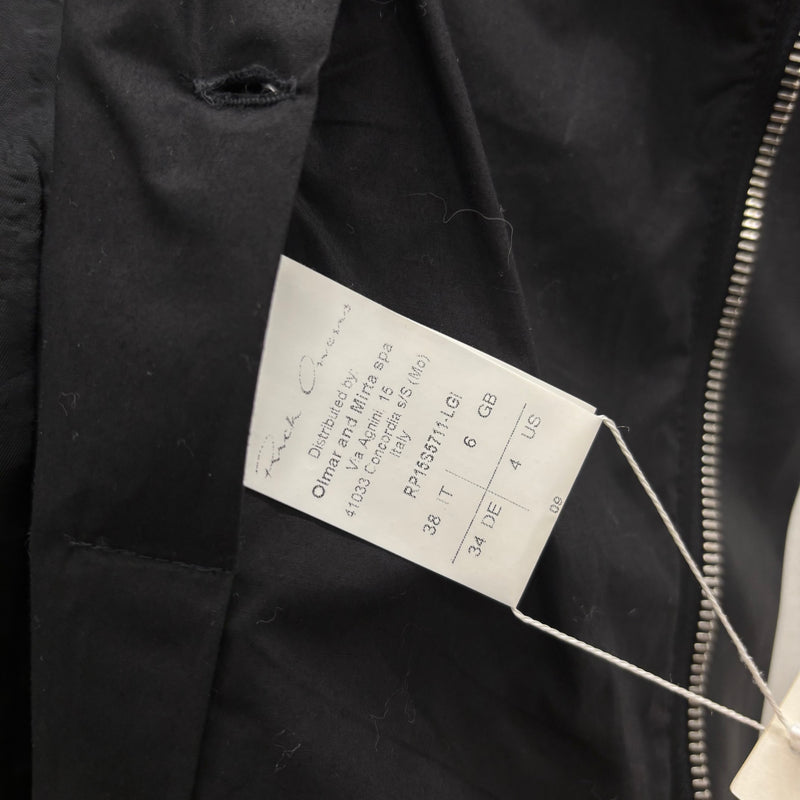 Rick Owens
Distributed by:
Olmar and Mirta spa
Via Agnini, 15
41033 Concordia s/S (Mo)
Italy
RP15S5711-LGI
38 IT 6 GB
34 DE 4 US
09